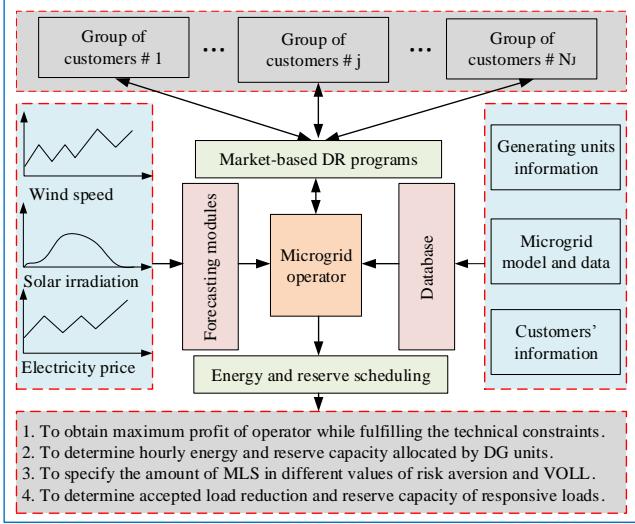 Group of
customers # 1
...
Group of
customers # j
...
Group of
customers # NJ
Market-based DR programs
Wind speed
Solar irradiation
Electricity price
Forecasting modules
Microgrid
operator
Database
Generating units
information
Microgrid
model and data
Customers'
information
Energy and reserve scheduling
1. To obtain maximum profit of operator while fulfilling the technical constraints.
2. To determine hourly energy and reserve capacity allocated by DG units.
3. To specify the amount of MLS in different values of risk aversion and VOLL.
4. To determine accepted load reduction and reserve capacity of responsive loads.